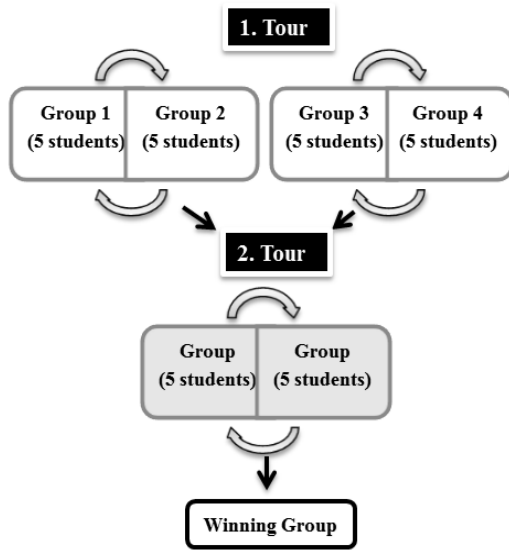 1. Tour
Group 1
(5 students)
Group 2
(5 students)
Group 3
(5 students)
Group 4
(5 students)
2. Tour
Group
(5 students)
Group
(5 students)
Winning Group